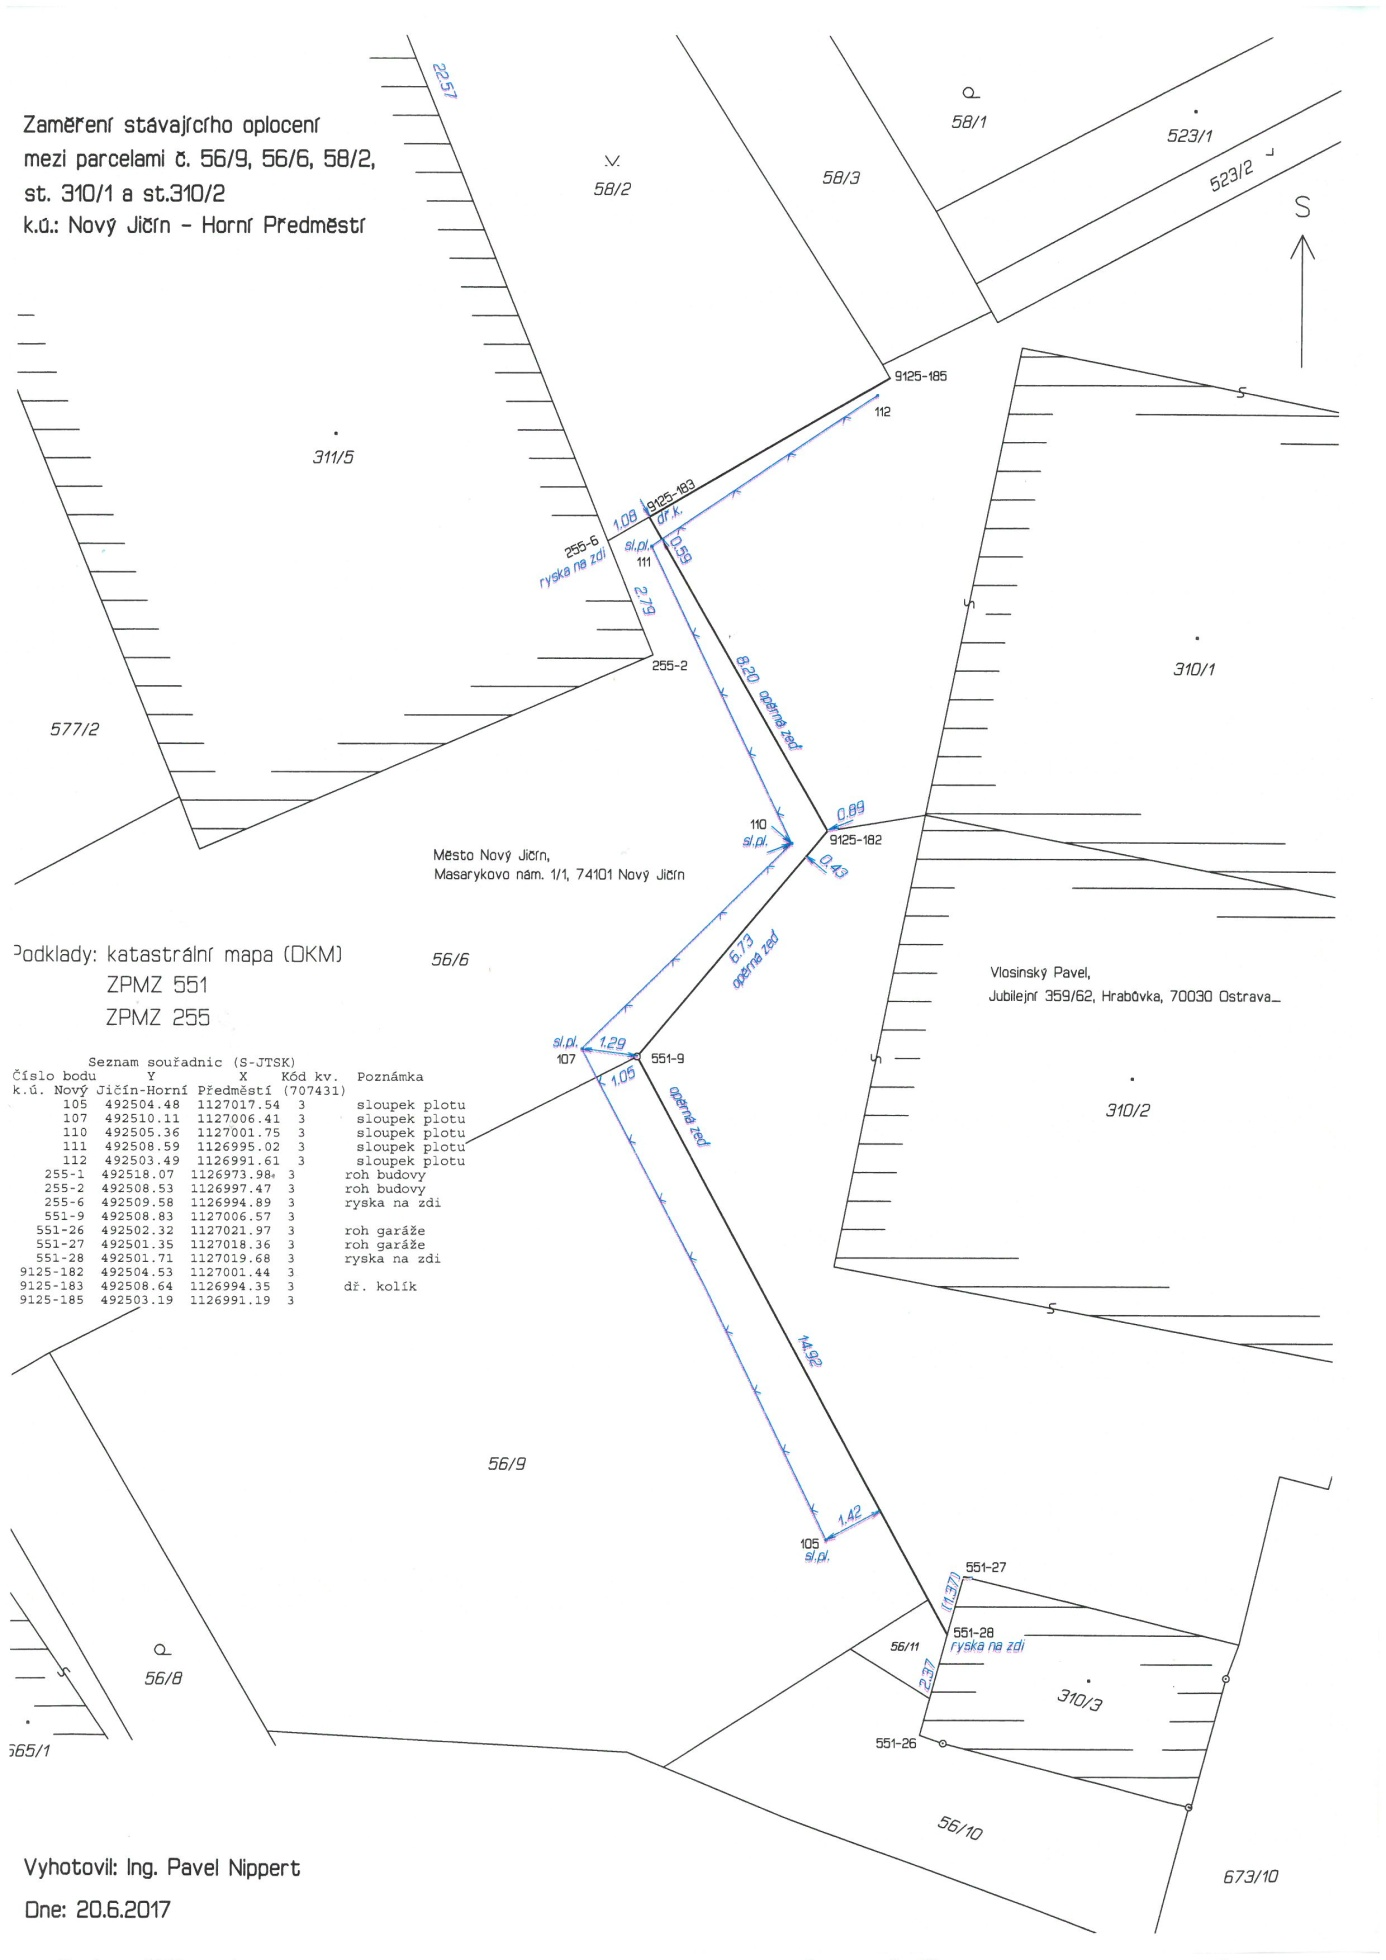 22.57
Zaměření stávajícího oplocení
mezi parcelami č. 56/9, 56/6, 58/2,
st. 310/1 a st.310/2
k.ú.: Nový Jičín - Horní Předměstí
58/2
58/3
58/1
523/1
523/2
S
9125-185
112
311/5
9125-183
1.08
dř.k.
255-6
ryska na zdi
sl.pl.
111
0.59
2.79
255-2
8.20 opěrná zeď
310/1
577/2
110
sl.pl.
0.89
9125-182
0.43
Město Nový Jičín,
Masarykovo nám. 1/1, 74101 Nový Jičín
6.73
opěrná zeď
56/6
Podklady: katastrální mapa (DKM)
ZPMZ 551
ZPMZ 255
Vlosinský Pavel,
Jubilejní 359/62, Hrabůvka, 70030 Ostrava
sl.pl.
107
1.29
551-9
1.05
opěrná zeď
310/2
Seznam souřadnic (S-JTSK)
Číslo bodu Y X Kód kv. Poznámka
k.ú. Nový Jičín-Horní Předměstí (707431)
105 492504.48 1127017.54 3 sloupek plotu
107 492510.11 1127006.41 3 sloupek plotu
110 492505.36 1127001.75 3 sloupek plotu
111 492508.59 1126995.02 3 sloupek plotu
112 492503.49 1126991.61 3 sloupek plotu
255-1 492518.07 1126973.98 3 roh budovy
255-2 492508.53 1126997.47 3 roh budovy
255-6 492509.58 1126994.89 3 ryska na zdi
551-9 492508.83 1127006.57 3
551-26 492502.32 1127021.97 3 roh garáže
551-27 492501.35 1127018.36 3 roh garáže
551-28 492501.71 1127019.68 3 ryska na zdi
9125-182 492504.53 1127001.44 3
9125-183 492508.64 1126994.35 3 dř. kolík
9125-185 492503.19 1126991.19 3
14.92
56/9
1.42
105
sl.pl.
551-27
(1.37)
551-28
ryska na zdi
56/11
2.37
310/3
551-26
56/8
665/1
56/10
673/10
Vyhotovil: Ing. Pavel Nippert
Dne: 20.6.2017